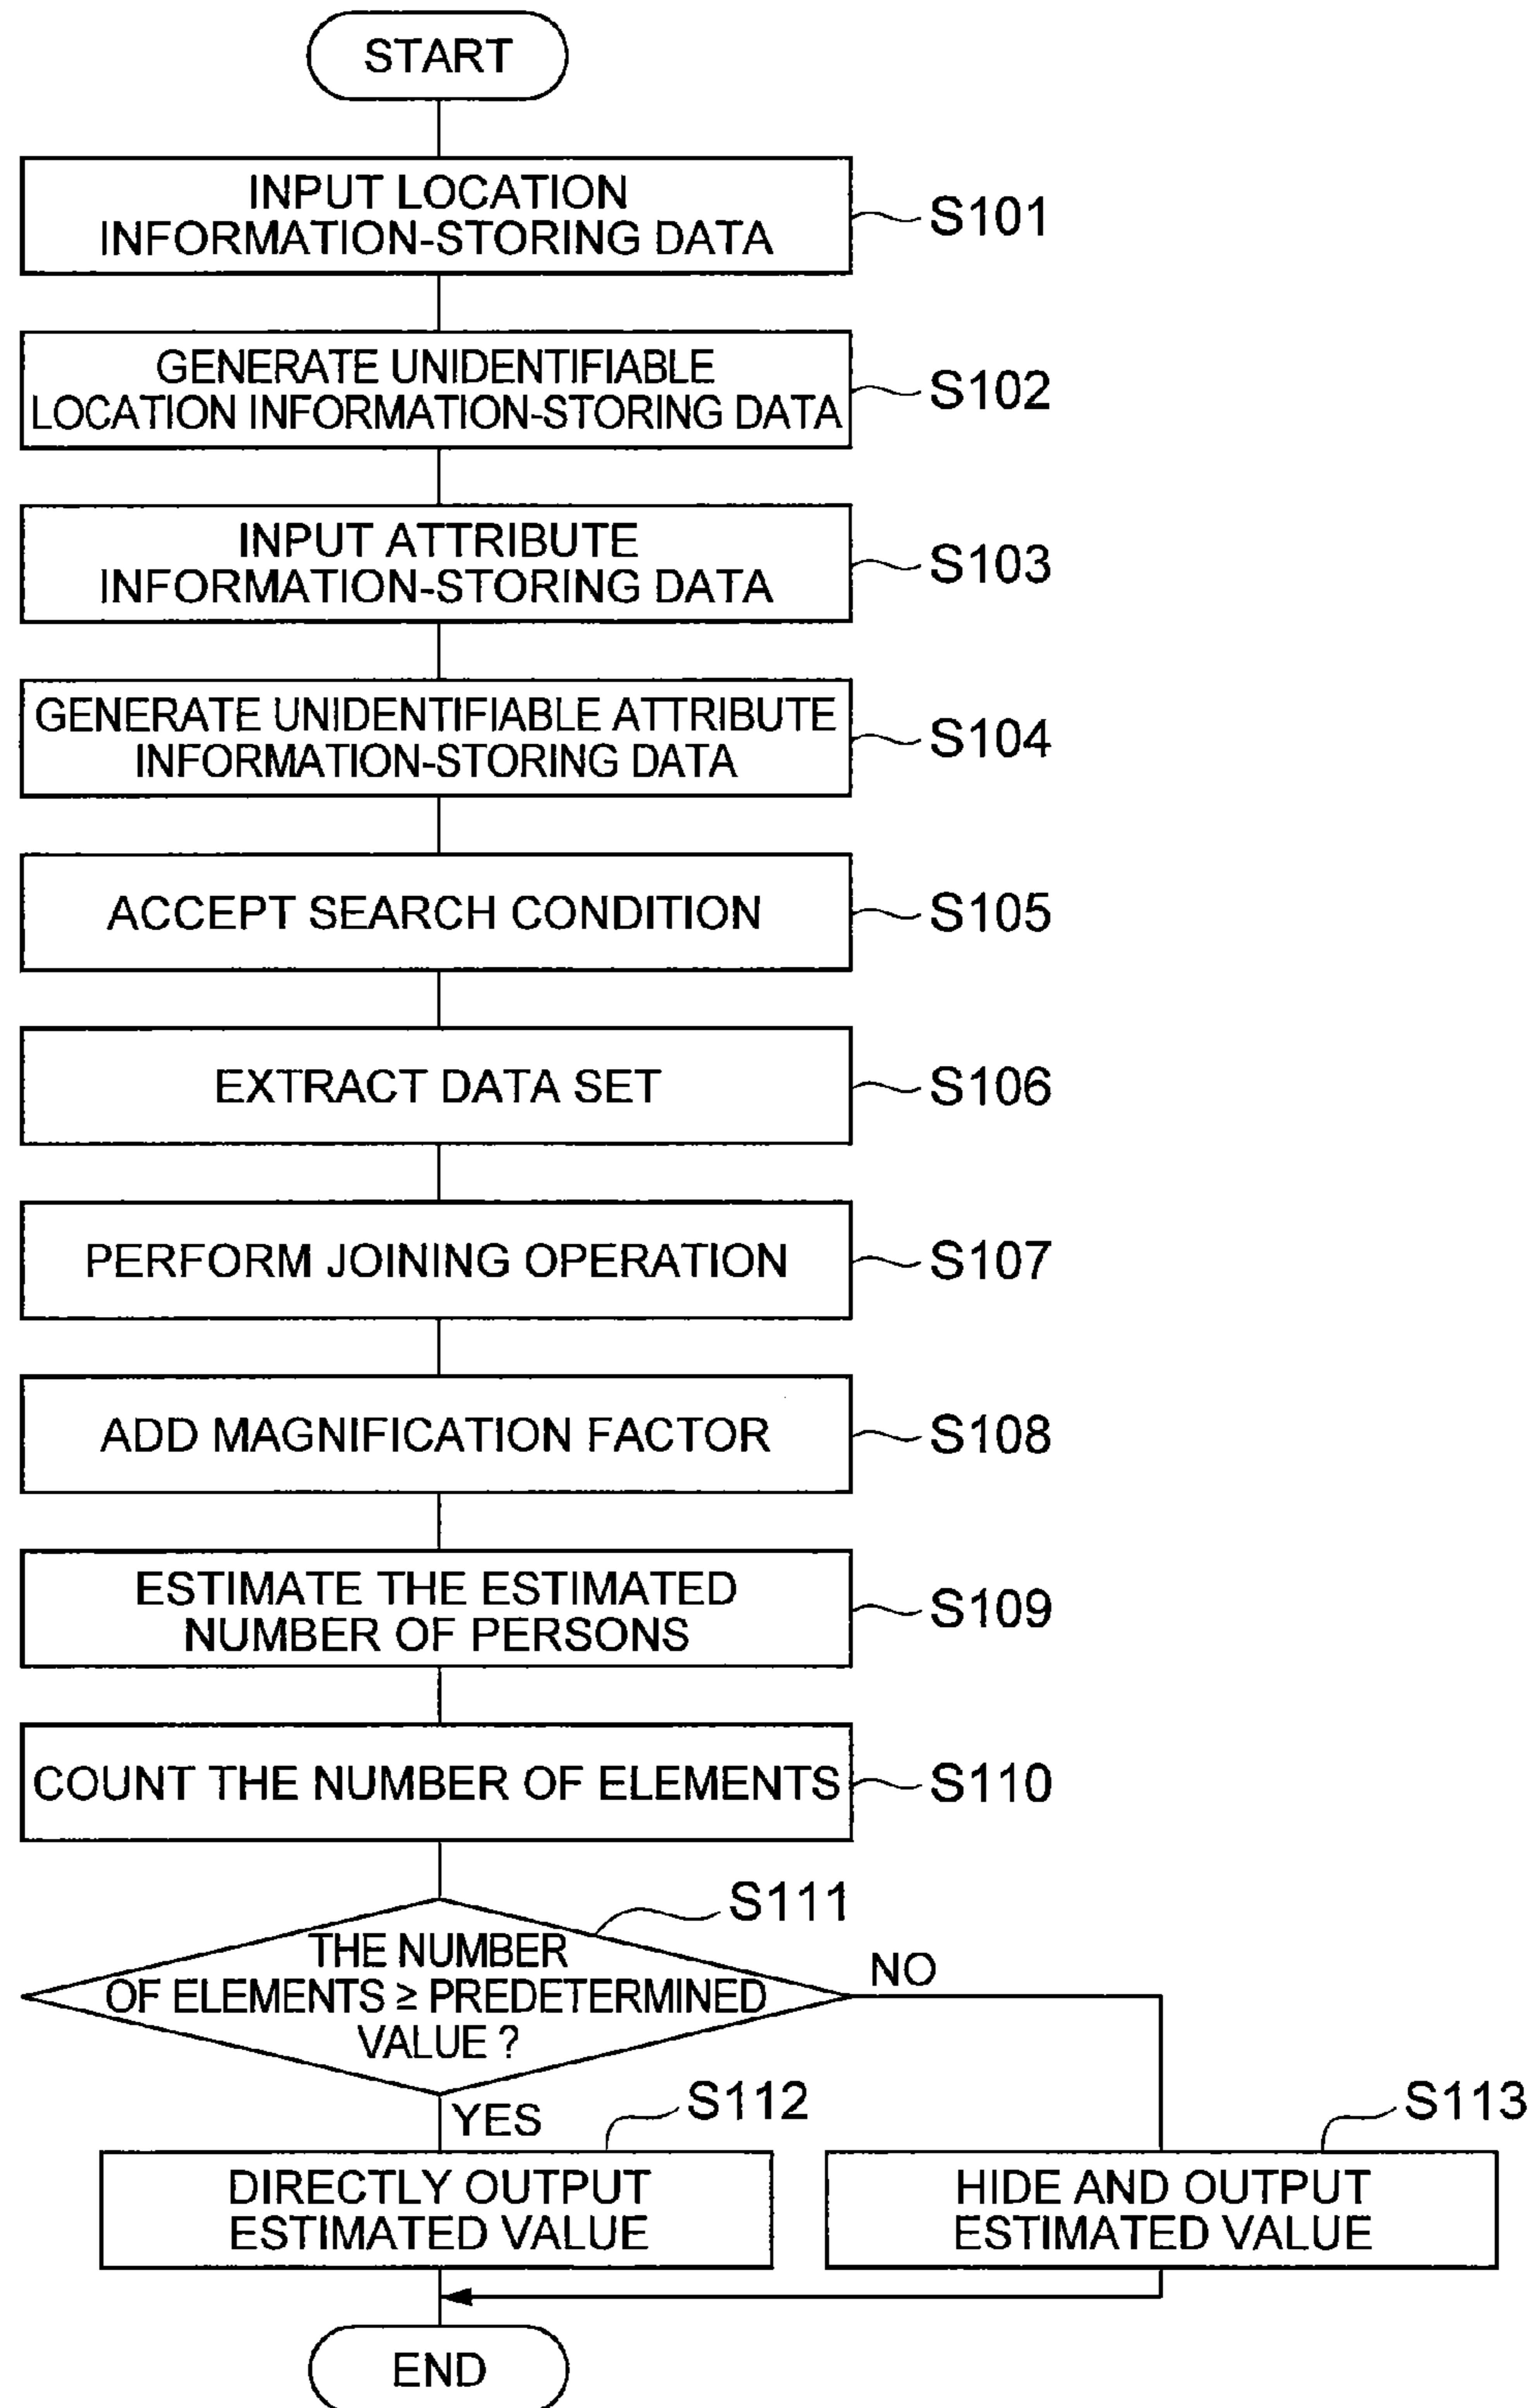 START
INPUT LOCATION
INFORMATION-STORING DATA
S101
GENERATE UNIDENTIFIABLE
LOCATION INFORMATION-STORING DATA
S102
INPUT ATTRIBUTE
INFORMATION-STORING DATA
S103
GENERATE UNIDENTIFIABLE ATTRIBUTE
INFORMATION-STORING DATA
S104
ACCEPT SEARCH CONDITION
S105
EXTRACT DATA SET
S106
PERFORM JOINING OPERATION
S107
ADD MAGNIFICATION FACTOR
S108
ESTIMATE THE ESTIMATED
NUMBER OF PERSONS
S109
COUNT THE NUMBER OF ELEMENTS
S110
S111
THE NUMBER
OF ELEMENTS ≥ PREDETERMINED
VALUE ?
NO
YES
S112
DIRECTLY OUTPUT
ESTIMATED VALUE
S113
HIDE AND OUTPUT
ESTIMATED VALUE
END